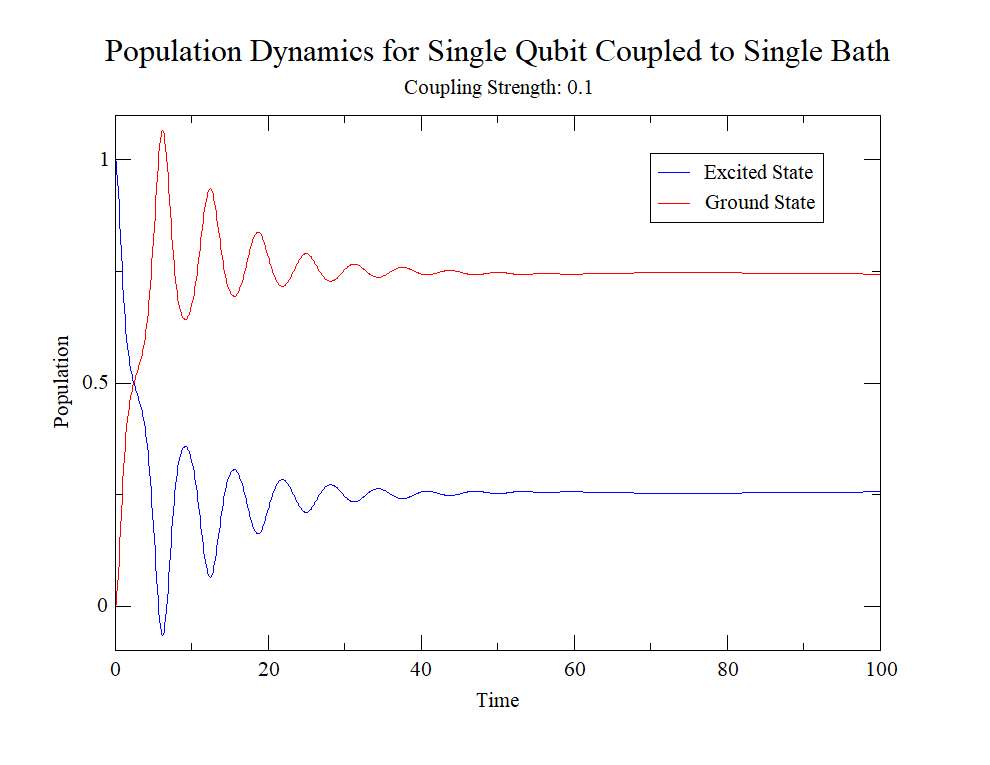 Population Dynamics for Single Qubit Coupled to Single Bath
Coupling Strength: 0.1
Excited State
Ground State
1
0.5
0
Population
0 20 40 60 80 100
Time